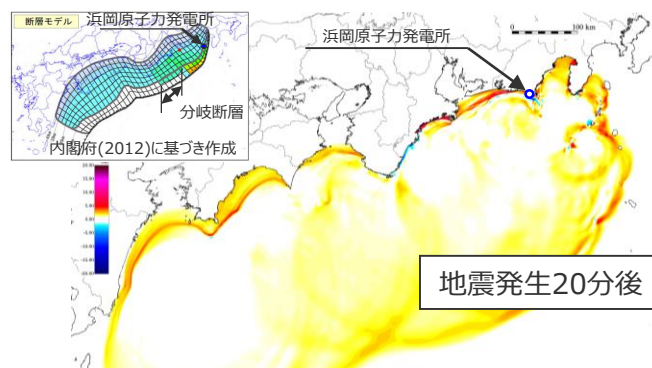 断層モデル
浜岡原子力発電所
分岐断層
内閣府(2012)に基づき作成
浜岡原子力発電所
0 100 km
地震発生20分後